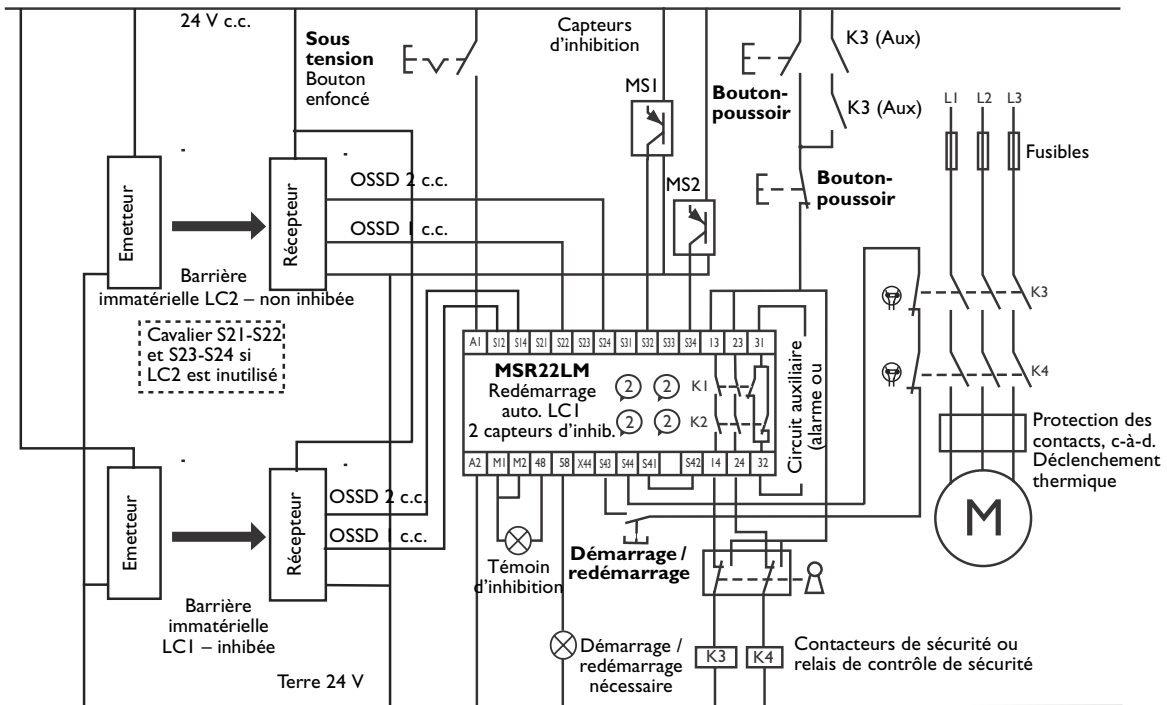 24 V c.c.
Sous
tension
Bouton
enfoncé
Capteurs
d'inhibition
MS1
MS2
Bouton-
poussoir
K3 (Aux)
K3 (Aux)
Bouton-
poussoir
L1 L2 L3
Fusibles
Emetteur
Récepteur
OSSD 2 c.c.
OSSD 1 c.c.
Barrière
immatérielle LC2 – non inhibée
Cavalier S21-S22
et S23-S24 si
LC2 est inutilisé
A1 S12 S14 S21 S22 S23 S24 S31 S32 S33 S34 13 23 31
MSR22LM
Redémarrage
auto. LC1
2 capteurs d'inhib.
2 2 K1
2 2 K2
A2 M1 M2 48 58 X44 S43 S44 S41 S42 14 24 32
Circuit auxiliaire
(alarme ou
K3
K4
Protection des
contacts, c-à-d.
Déclenchement
thermique
M
Emetteur
Récepteur
OSSD 2 c.c.
OSSD 1 c.c.
Barrière
immatérielle
LC1 – inhibée
Témoin
d'inhibition
Démarrage /
redémarrage
Démarrage /
redémarrage
nécessaire
K3 K4
Contacteurs de sécurité ou
relais de contrôle de sécurité
Terre 24 V